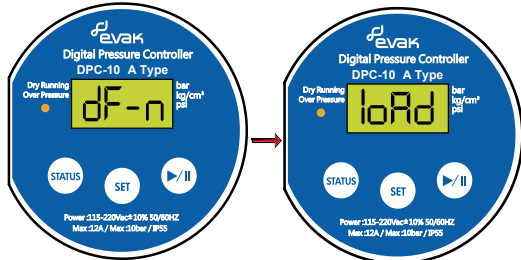 evak
Digital Pressure Controller
DPC-10 A Type
Dry Running
Over Pressure
dF-n
bar
kg/cm²
psi
STATUS
SET
Power :115-220Vac±10% 50/60HZ
Max :12A / Max :10bar / IP55
evak
Digital Pressure Controller
DPC-10 A Type
Dry Running
Over Pressure
loAd
bar
kg/cm²
psi
STATUS
SET
Power :115-220Vac±10% 50/60HZ
Max :12A / Max :10bar / IP55